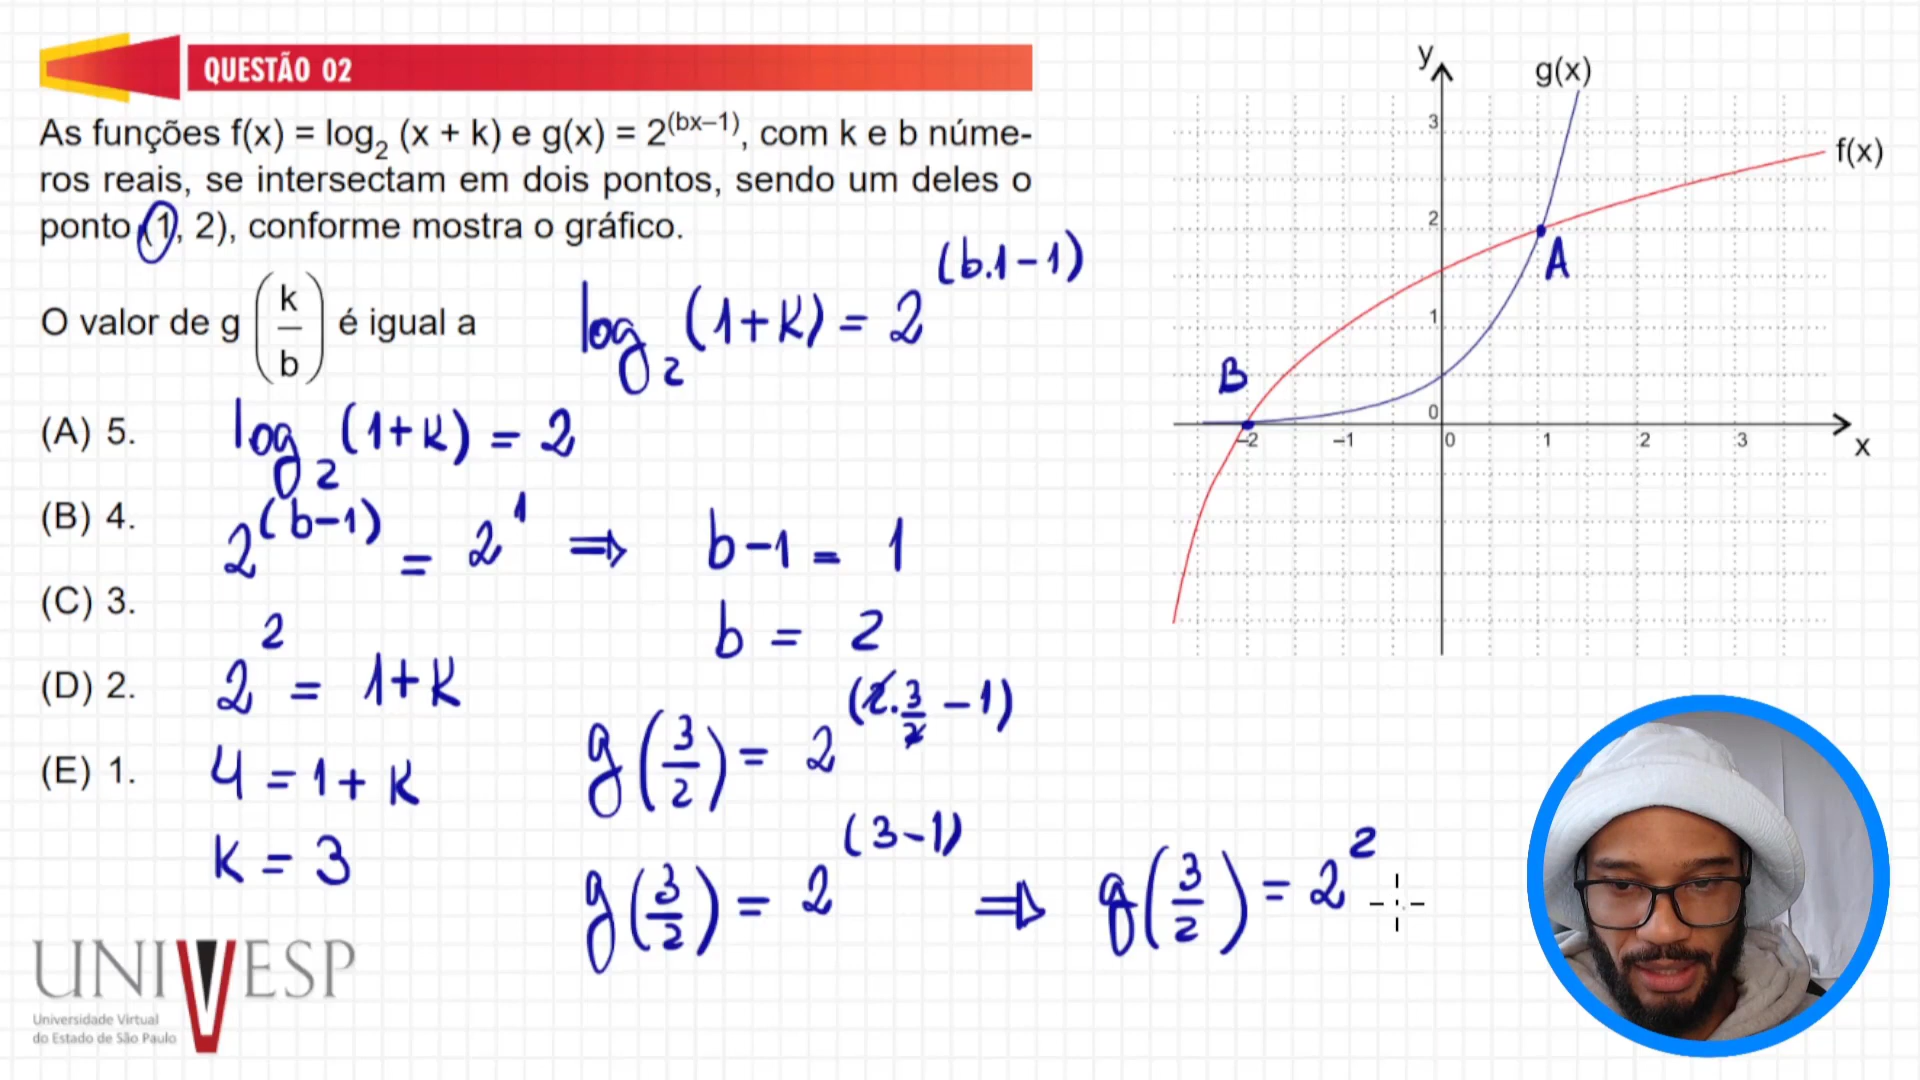 QUESTÃO 02
As funções f(x) = log₂ (x + k) e g(x) = 2^(bx–1), com k e b núme-
ros reais, se intersectam em dois pontos, sendo um deles o
ponto (1, 2), conforme mostra o gráfico.
O valor de g (k/b) é igual a
(A) 5.
(B) 4.
(C) 3.
(D) 2.
(E) 1.
log₂ (1+k) = 2^(b.1-1)
log₂ (1+k) = 2
2^(b-1) = 2^1 ⇒ b-1 = 1
b = 2
2^2 = 1+k
4 = 1+k
k = 3
g(3/2) = 2^(2.3/2 - 1)
g(3/2) = 2^(3-1) ⇒ g(3/2) = 2^2
y
g(x)
f(x)
3
2
A
1
B
0
–2 –1 0 1 2 3
x
UNIVESP
Universidade Virtual
do Estado de São Paulo